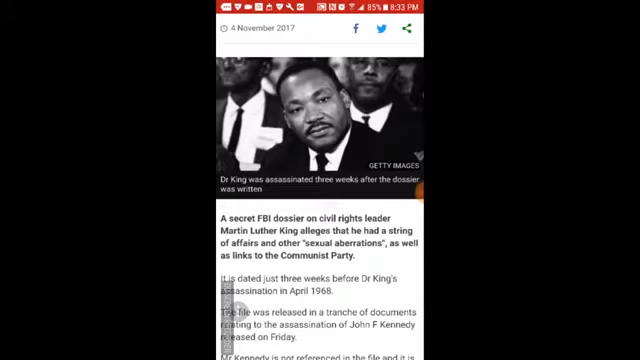 85% 8:33 PM
4 November 2017
GETTY IMAGES
Dr King was assassinated three weeks after the dossier
was written
A secret FBI dossier on civil rights leader
Martin Luther King alleges that he had a string
of affairs and other "sexual aberrations", as well
as links to the Communist Party.
It is dated just three weeks before Dr King's
assassination in April 1968.
The file was released in a tranche of documents
relating to the assassination of John F Kennedy
released on Friday.
Mr Kennedy is not referenced in the file and it is